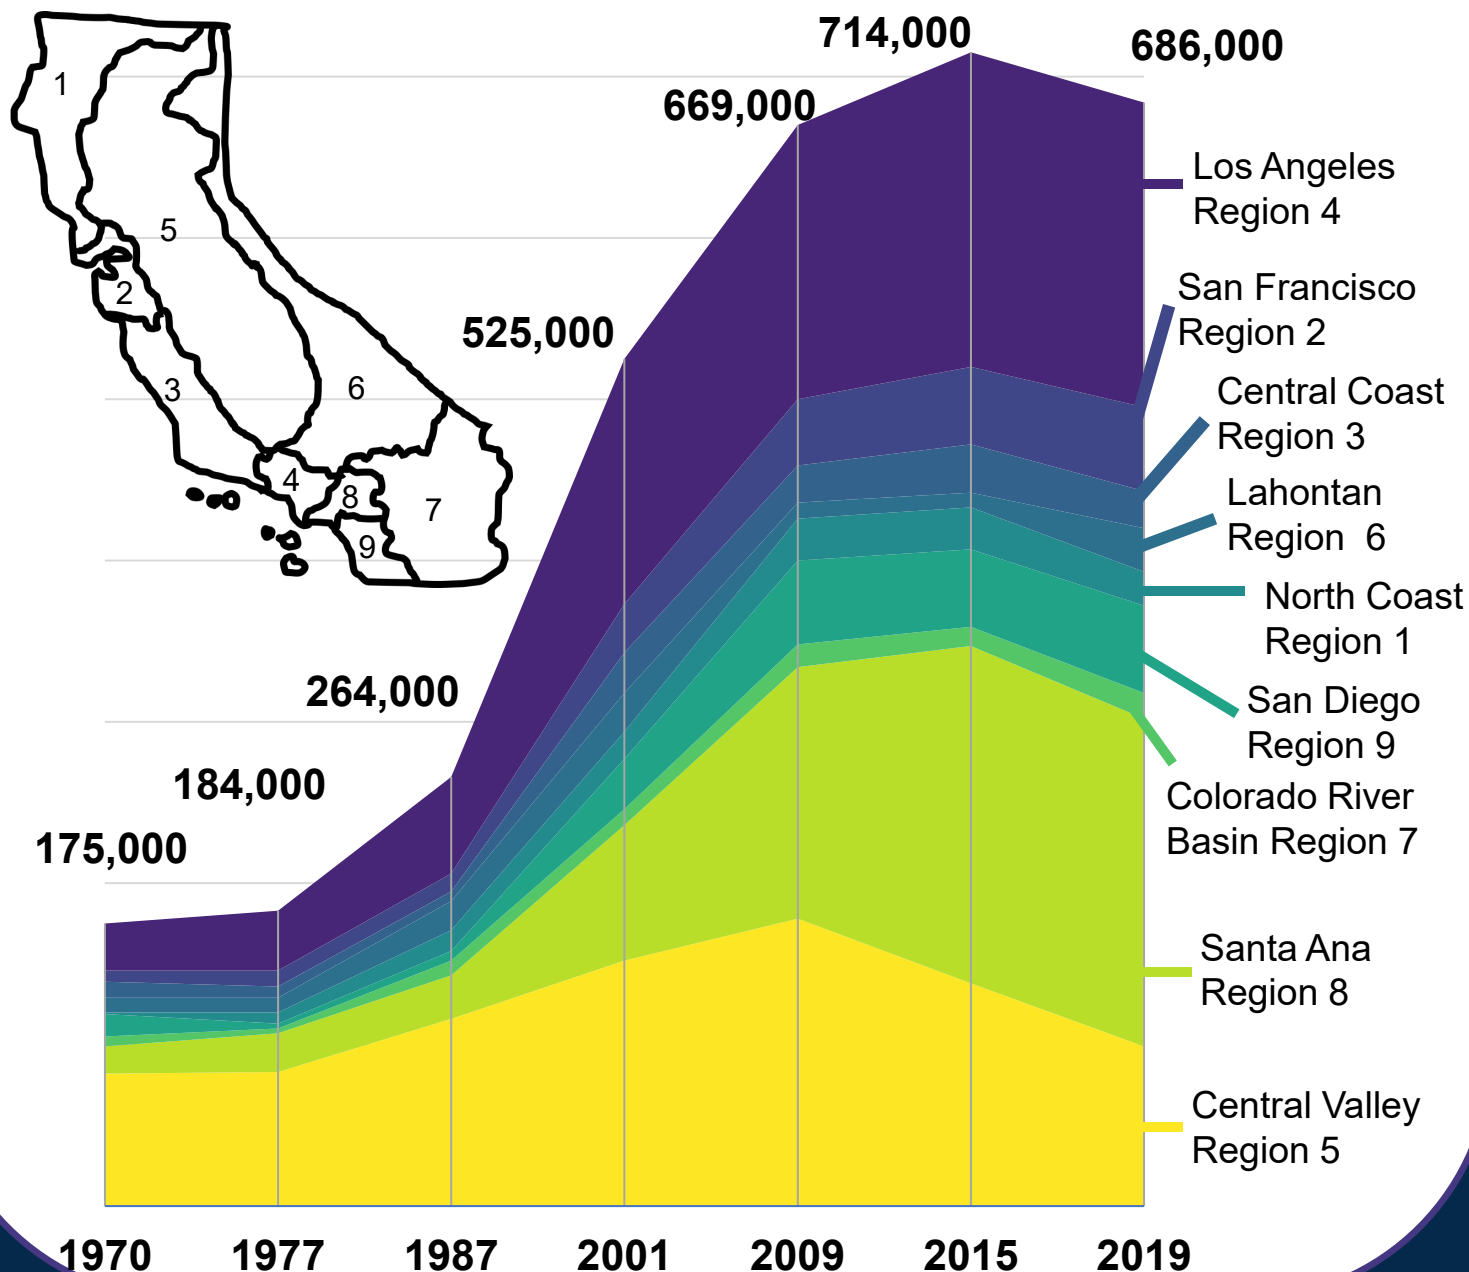 714,000
686,000
669,000
525,000
264,000
184,000
175,000
1
5
2
3
6
4
8
7
9
Los Angeles
Region 4
San Francisco
Region 2
Central Coast
Region 3
Lahontan
Region  6
North Coast
Region 1
San Diego
Region 9
Colorado River
Basin Region 7
Santa Ana
Region 8
Central Valley
Region 5
1970 1977 1987 2001 2009 2015 2019